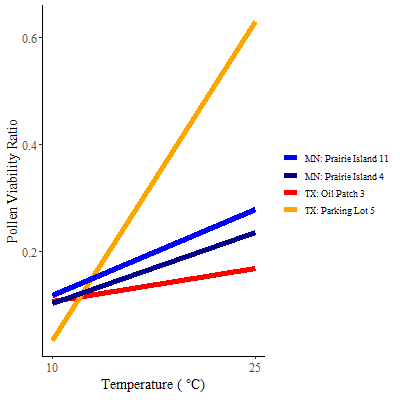 0.6
0.4
0.2
Pollen Viability Ratio
10
25
Temperature ( °C)
MN: Prairie Island 11
MN: Prairie Island 4
TX: Oil Patch 3
TX: Parking Lot 5